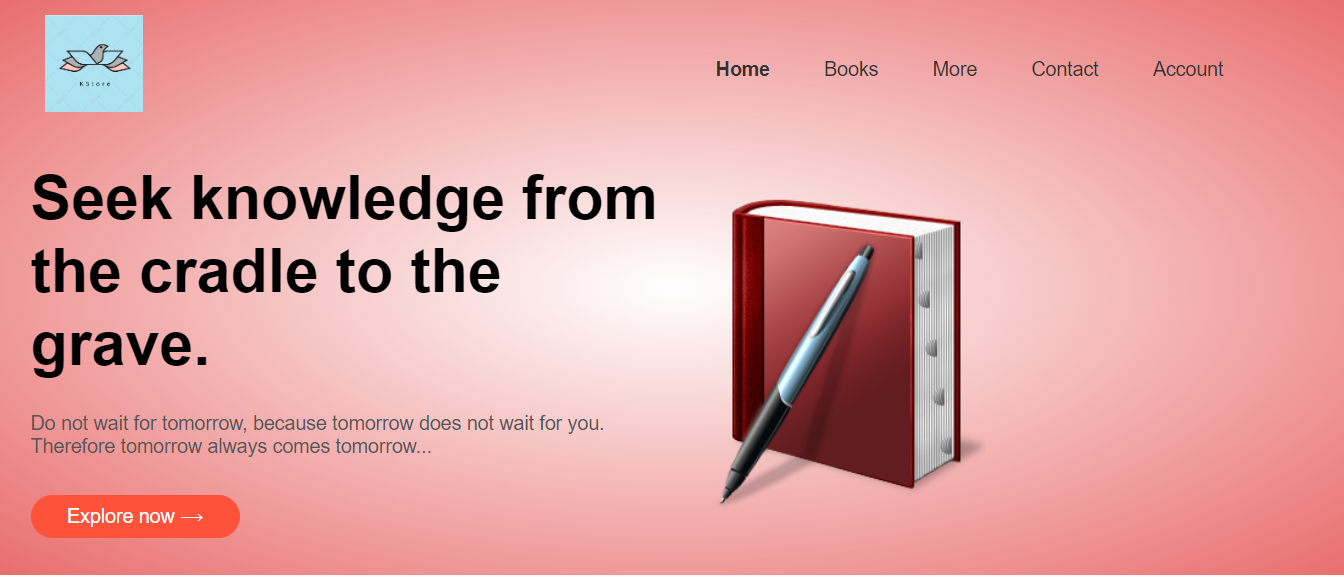 KStore
Home Books More Contact Account
Seek knowledge from
the cradle to the
grave.
Do not wait for tomorrow, because tomorrow does not wait for you.
Therefore tomorrow always comes tomorrow...
Explore now ⟶